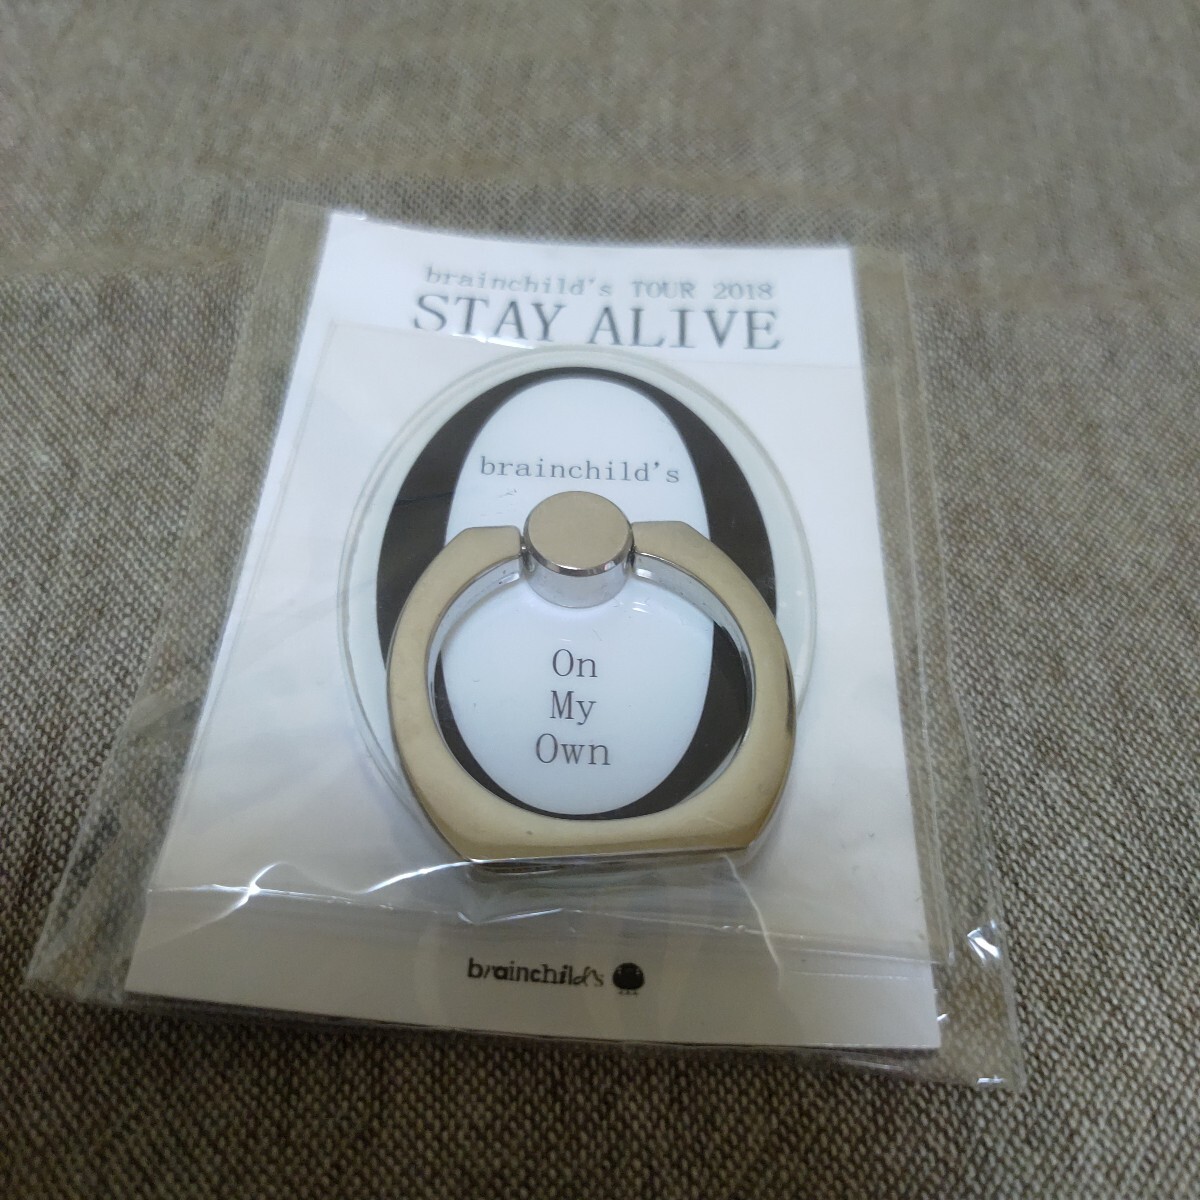 brainchild's TOUR 2018
STAY ALIVE
brainchild's
On
My
Own
brainchild's